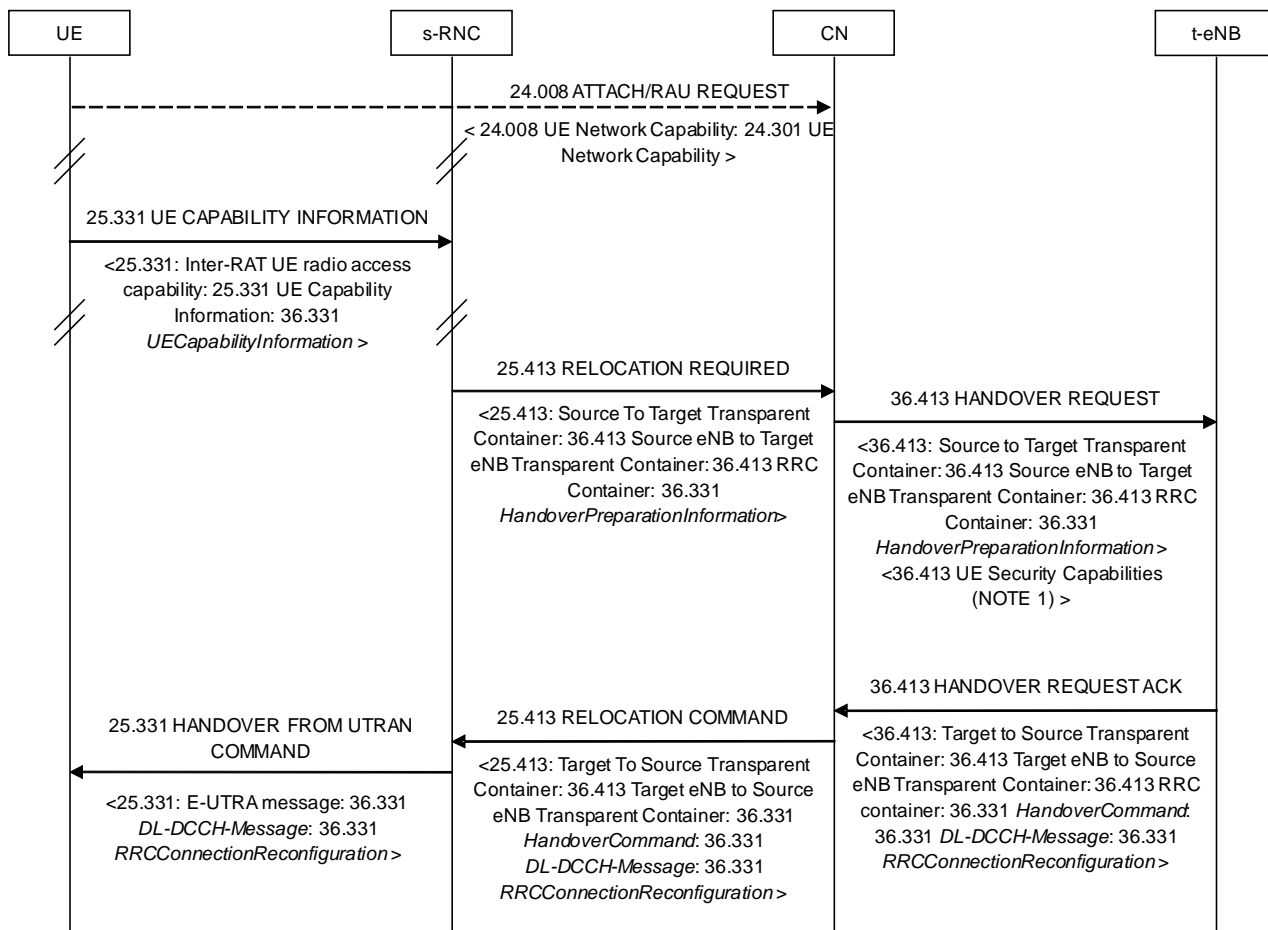 UE
s-RNC
CN
t-eNB
24.008 ATTACH/RAU REQUEST
< 24.008 UE Network Capability: 24.301 UE
Network Capability >
25.331 UE CAPABILITY INFORMATION
<25.331: Inter-RAT UE radio access
capability: 25.331 UE Capability
Information: 36.331
UECapabilityInformation >
25.413 RELOCATION REQUIRED
<25.413: Source To Target Transparent
Container: 36.413 Source eNB to Target
eNB Transparent Container: 36.413 RRC
Container: 36.331
HandoverPreparationInformation>
36.413 HANDOVER REQUEST
<36.413: Source to Target Transparent
Container: 36.413 Source eNB to Target
eNB Transparent Container: 36.413 RRC
Container: 36.331
HandoverPreparationInformation >
<36.413 UE Security Capabilities
(NOTE 1) >
36.413 HANDOVER REQUEST ACK
<36.413: Target to Source Transparent
Container: 36.413 Target eNB to Source
eNB Transparent Container: 36.413 RRC
container: 36.331 HandoverCommand:
36.331 DL-DCCH-Message: 36.331
RRCConnectionReconfiguration >
25.413 RELOCATION COMMAND
<25.413: Target To Source Transparent
Container: 36.413 Target eNB to Source
eNB Transparent Container: 36.331
HandoverCommand: 36.331
DL-DCCH-Message: 36.331
RRCConnectionReconfiguration >
25.331 HANDOVER FROM UTRAN
COMMAND
<25.331: E-UTRA message: 36.331
DL-DCCH-Message: 36.331
RRCConnectionReconfiguration >